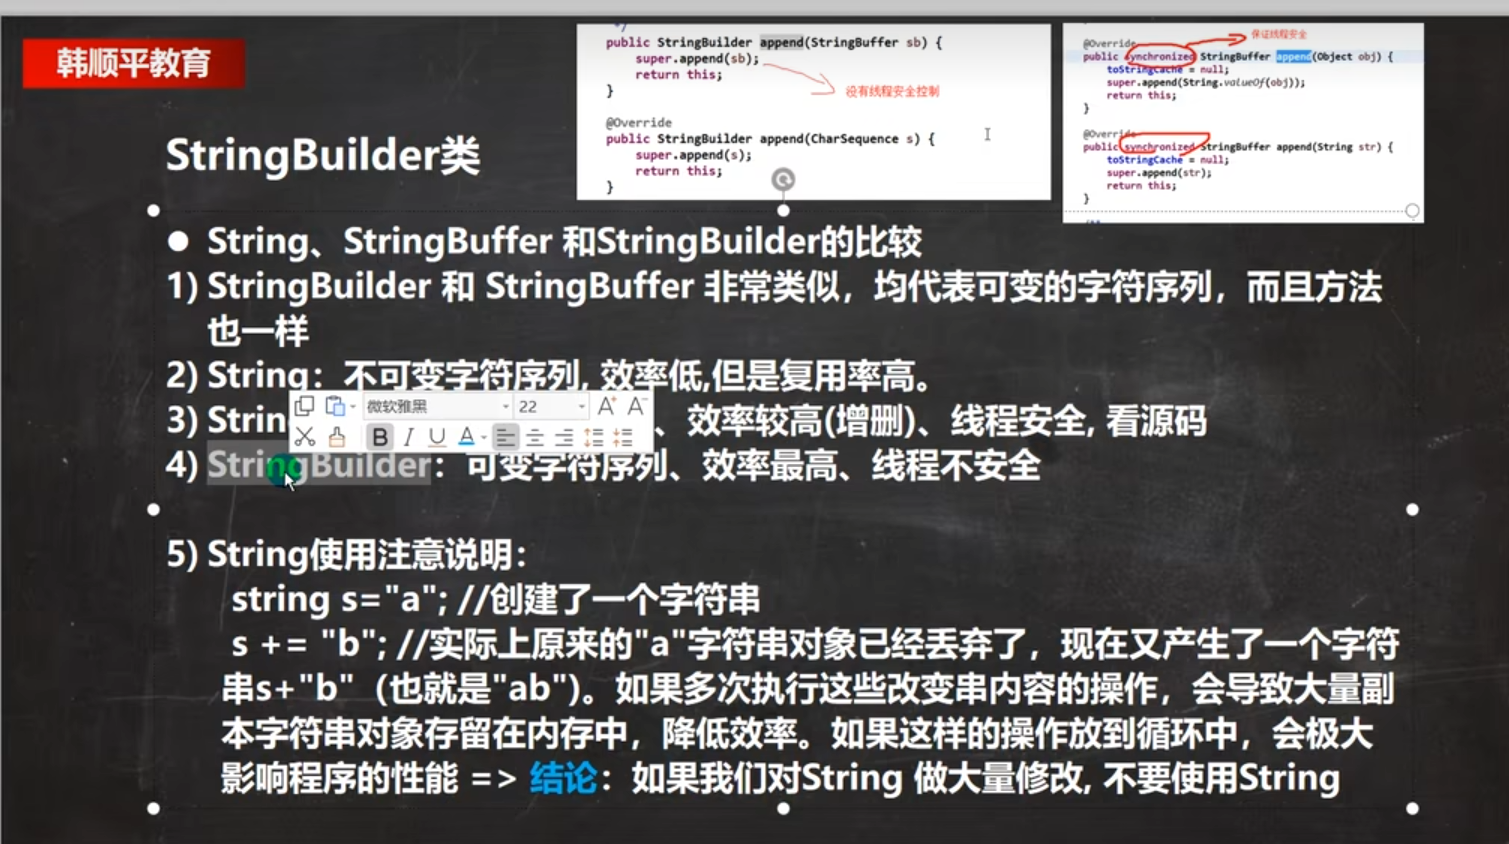 韩顺平教育
*/
public StringBuilder append(StringBuffer sb) {
super.append(sb);
return this;
}
没有线程安全控制
@Override
public StringBuilder append(CharSequence s) {
super.append(s);
return this;
}
保证线程安全
@Override
public synchronized StringBuffer append(Object obj) {
toStringCache = null;
super.append(String.valueOf(obj));
return this;
}
@Override
public synchronized StringBuffer append(String str) {
toStringCache = null;
super.append(str);
return this;
}
StringBuilder类
● String、StringBuffer 和StringBuilder的比较
1) StringBuilder 和 StringBuffer 非常类似，均代表可变的字符序列，而且方法
也一样
2) String：不可变字符序列, 效率低,但是复用率高。
微软雅黑 22 A A
B I U A
3) Strin 、效率较高(增删)、线程安全, 看源码
4) StringBuilder：可变字符序列、效率最高、线程不安全
5) String使用注意说明：
string s="a"; //创建了一个字符串
s += "b"; //实际上原来的"a"字符串对象已经丢弃了，现在又产生了一个字符
串s+"b"（也就是"ab")。如果多次执行这些改变串内容的操作，会导致大量副
本字符串对象存留在内存中，降低效率。如果这样的操作放到循环中，会极大
影响程序的性能 => 结论：如果我们对String 做大量修改, 不要使用String